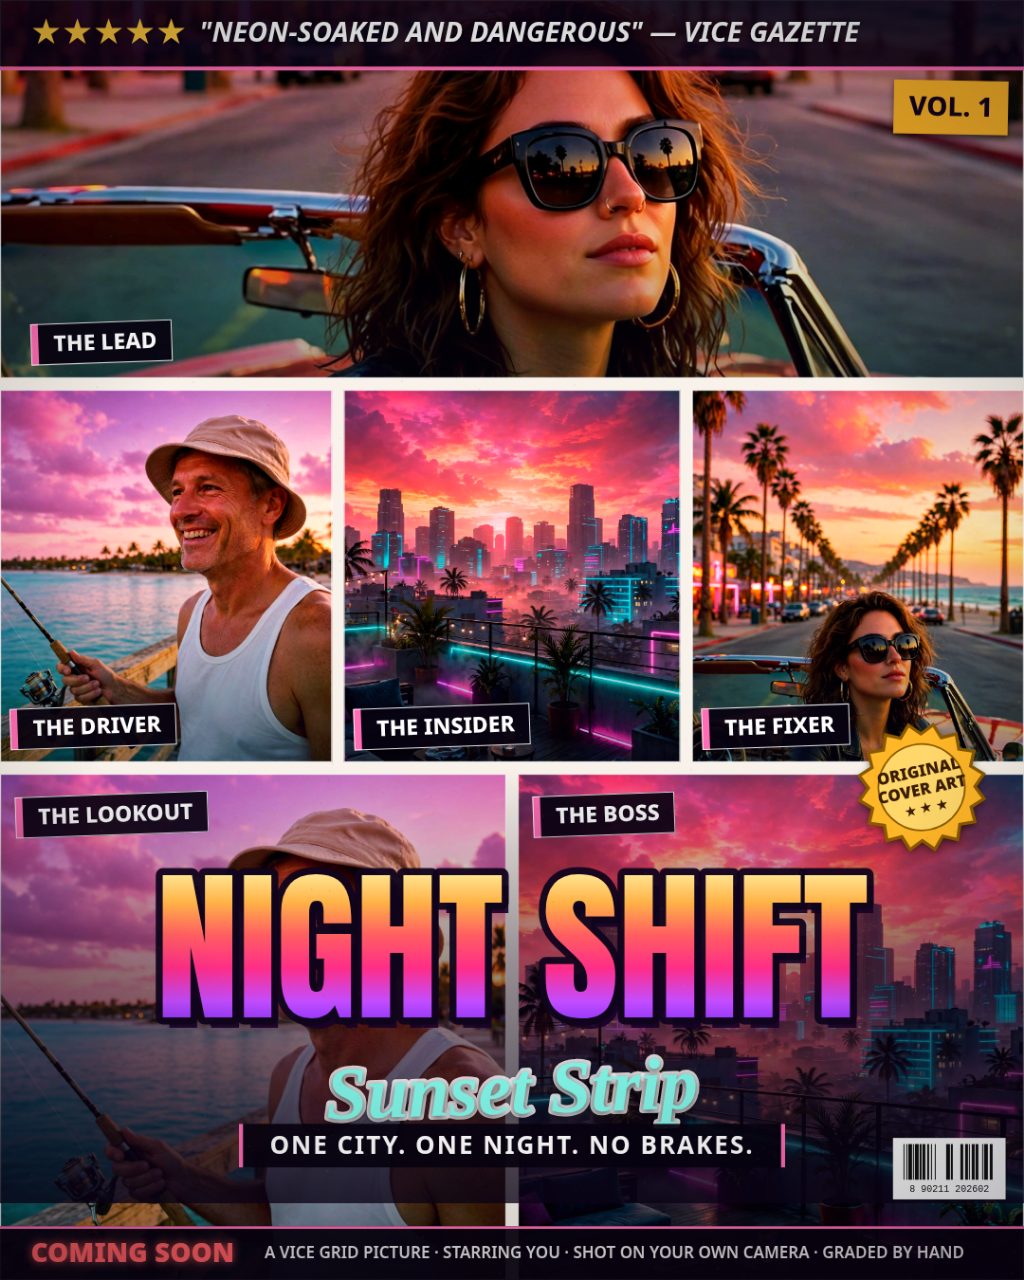 ★★★★★ "NEON-SOAKED AND DANGEROUS" — VICE GAZETTE
VOL. 1
THE LEAD
THE DRIVER
THE INSIDER
THE FIXER
ORIGINAL
COVER ART
★ ★ ★
THE LOOKOUT
THE BOSS
NIGHT SHIFT
Sunset Strip
ONE CITY. ONE NIGHT. NO BRAKES.
8 90211 202602
COMING SOON
A VICE GRID PICTURE · STARRING YOU · SHOT ON YOUR OWN CAMERA · GRADED BY HAND